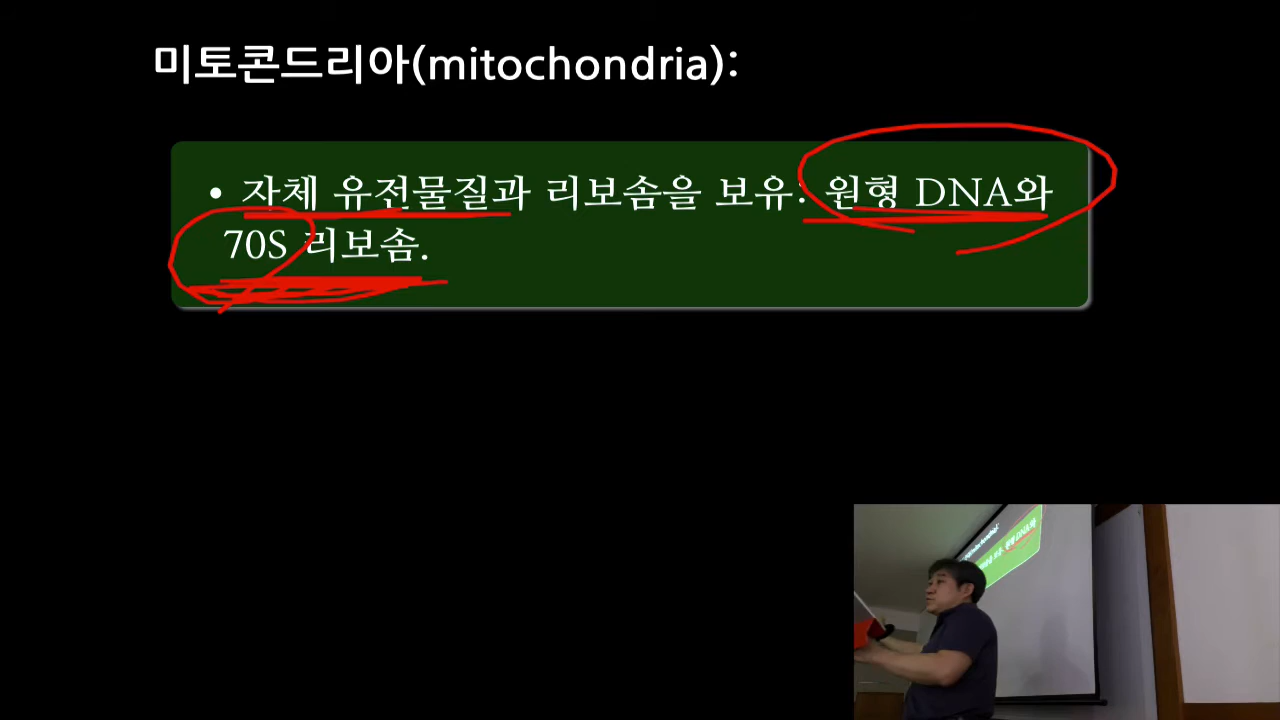 미토콘드리아(mitochondria):
• 자체 유전물질과 리보솜을 보유: 원형 DNA와
70S 리보솜.